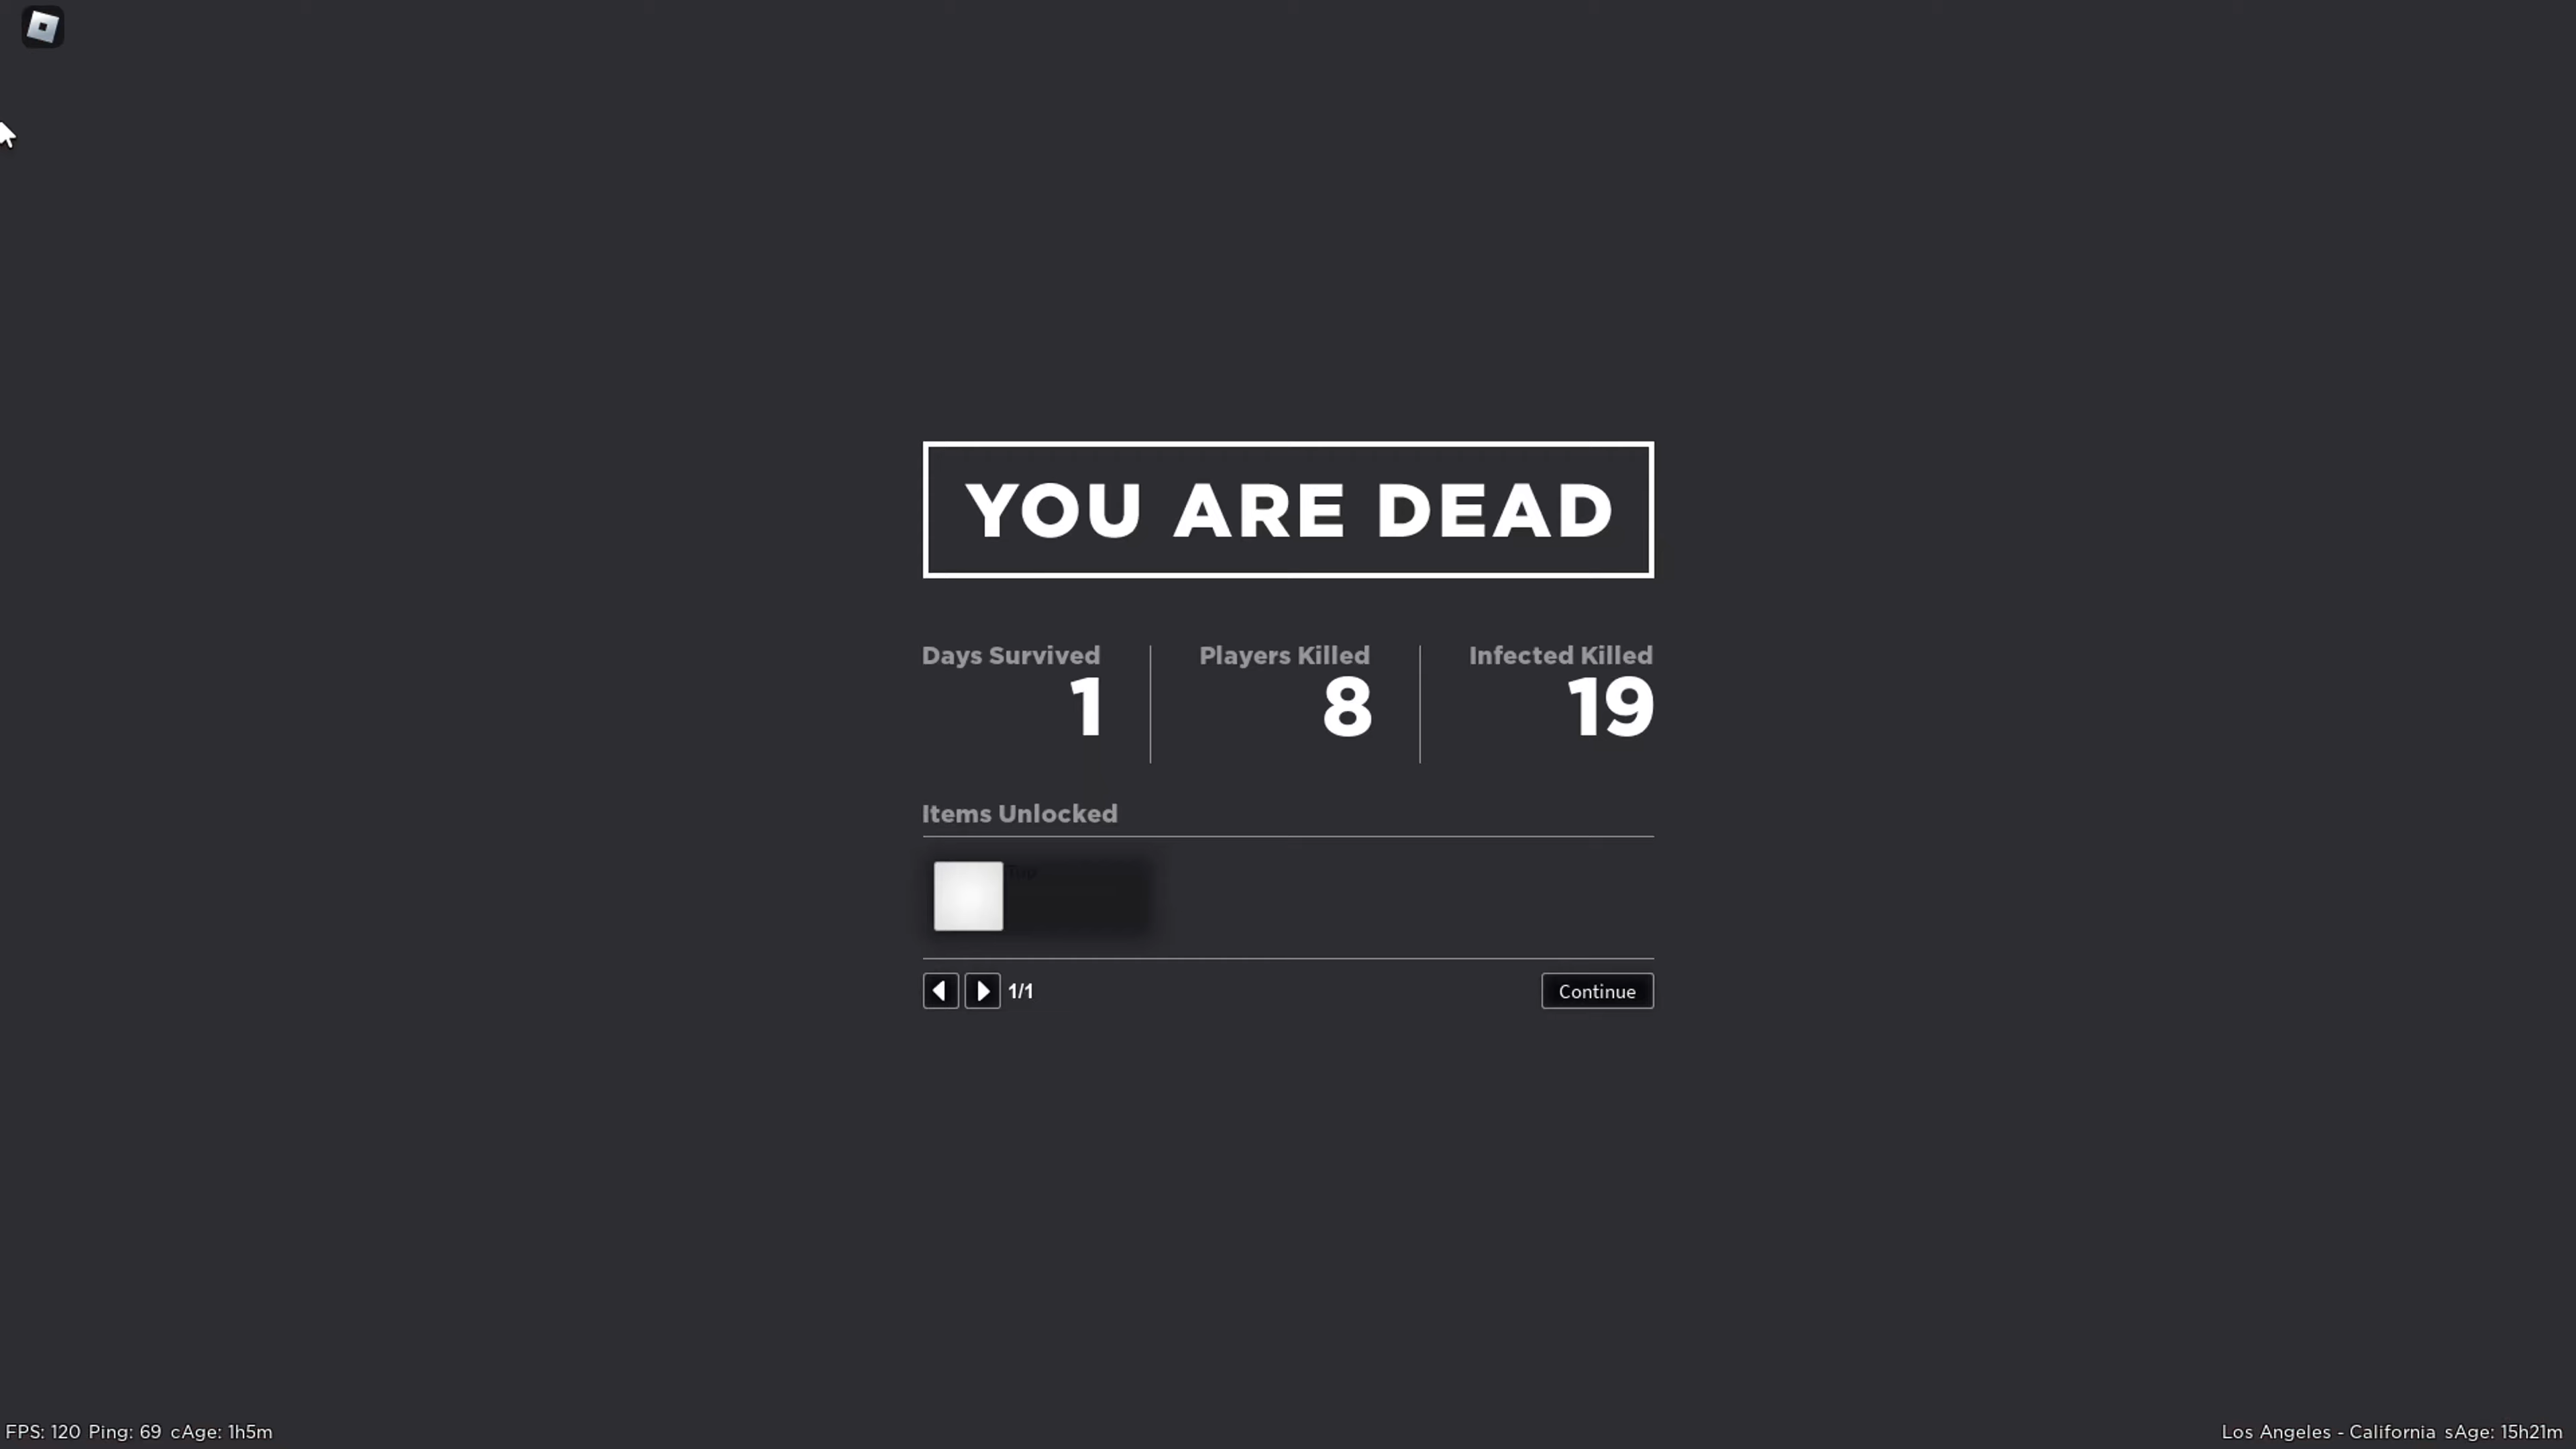 YOU ARE DEAD
Days Survived
1
Players Killed
8
Infected Killed
19
Items Unlocked
Top
1/1
Continue
FPS: 120 Ping: 69 cAge: 1h5m
Los Angeles - California sAge: 15h21m